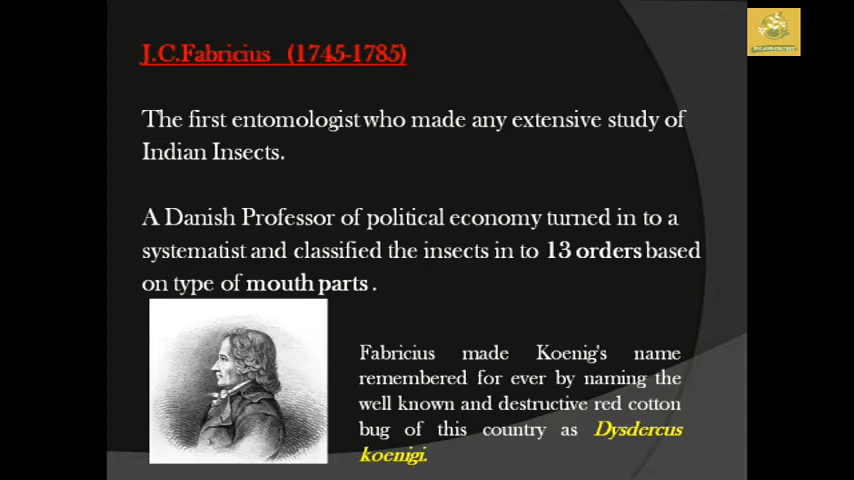 J.C.Fabricius (1745-1785)
The first entomologist who made any extensive study of
Indian Insects.
A Danish Professor of political economy turned in to a
systematist and classified the insects in to 13 orders based
on type of mouth parts .
Fabricius made Koenig's name
remembered for ever by naming the
well known and destructive red cotton
bug of this country as Dysdercus
koenigi.